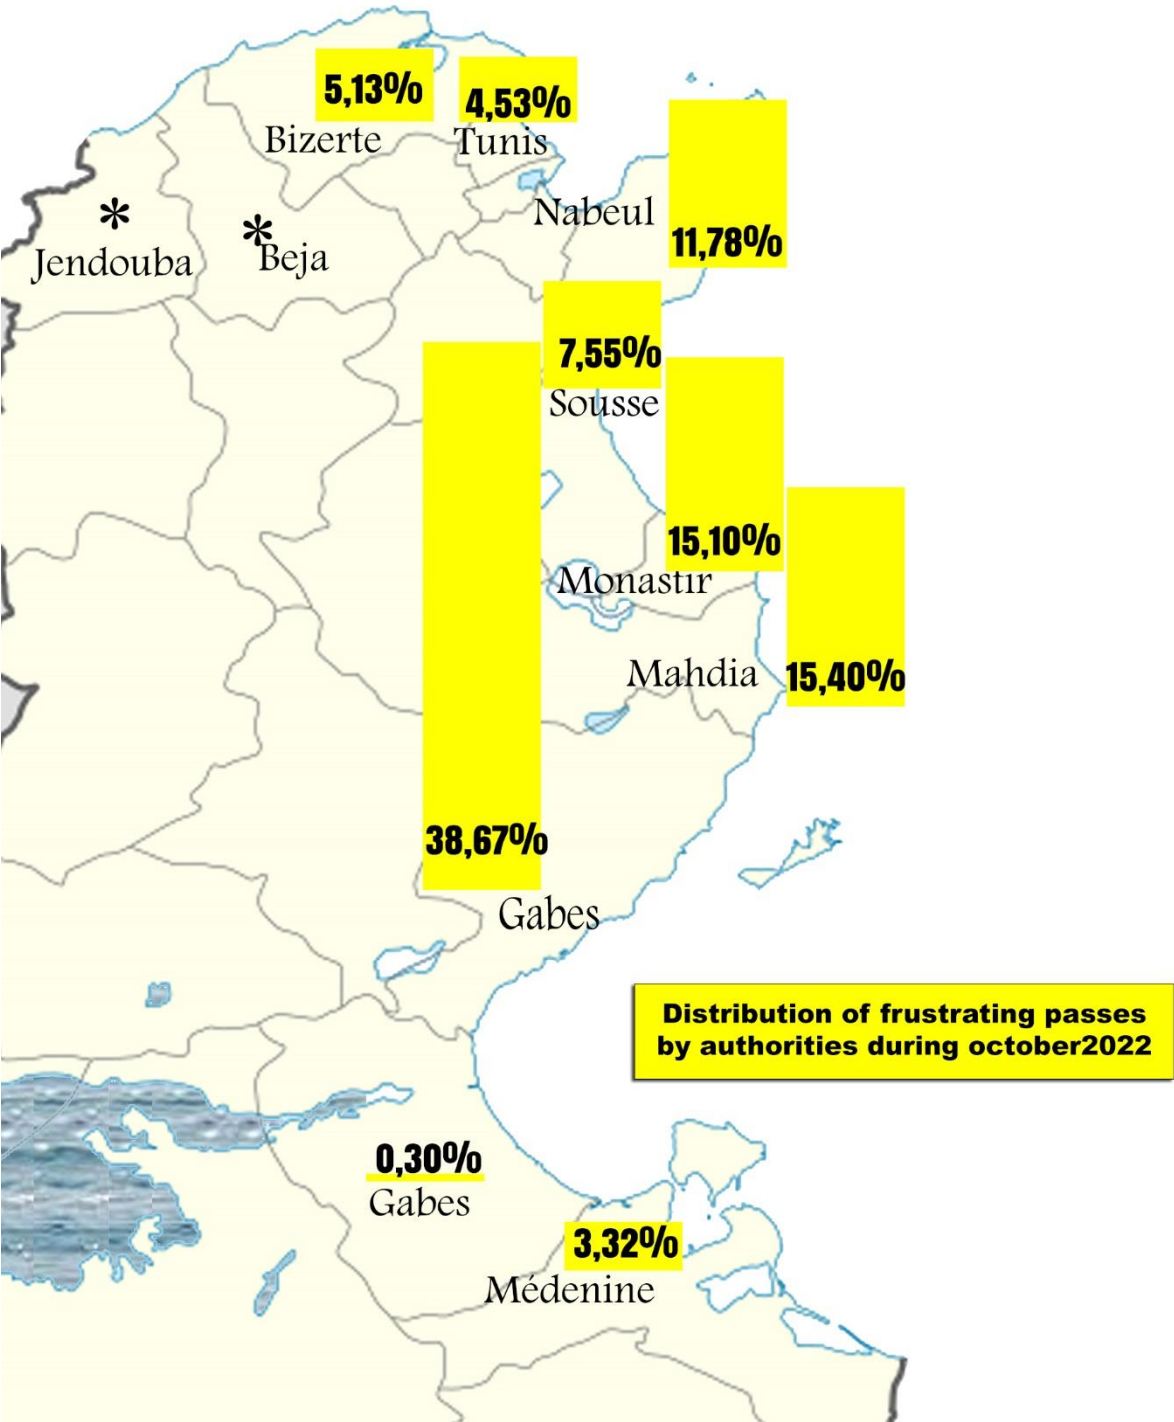 5,13%
4,53%
Bizerte
Tunis
*
Nabeul
11,78%
*
Jendouba
Beja
7,55%
Sousse
15,10%
Monastir
Mahdia
15,40%
38,67%
Gabes
Distribution of frustrating passes
by authorities during october2022
0,30%
Gabes
3,32%
Médenine